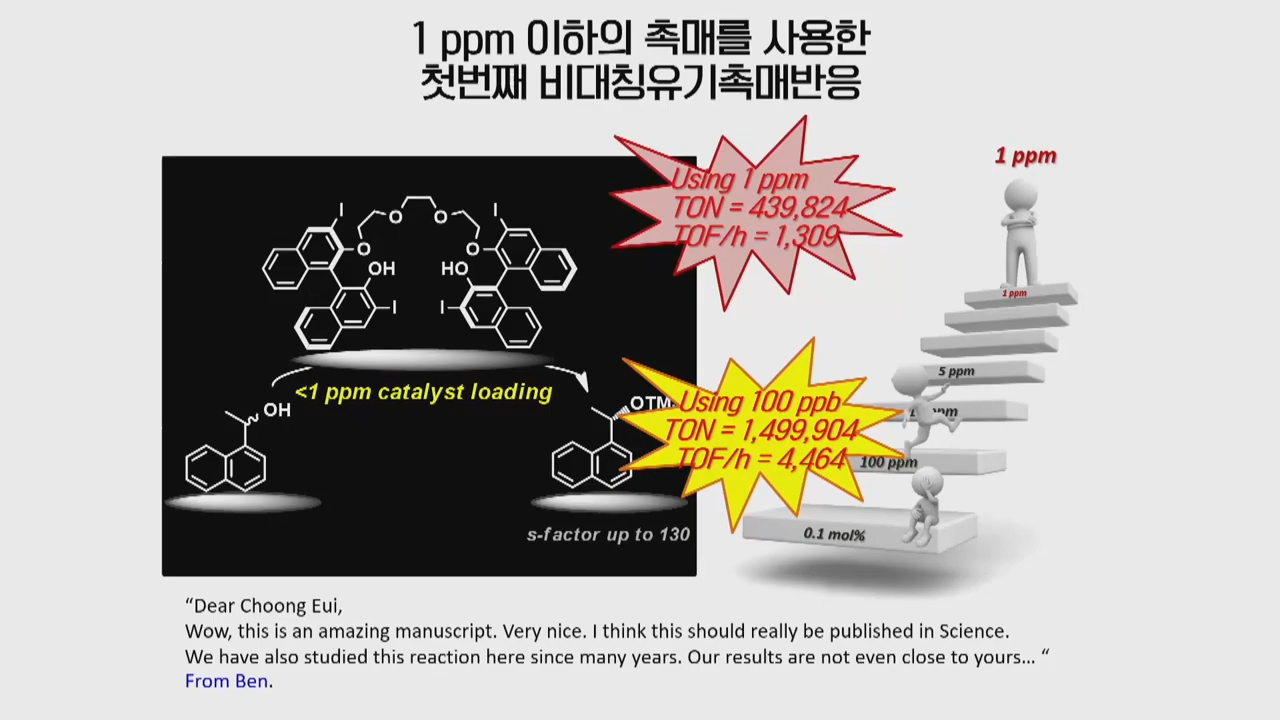 1 ppm 이하의 촉매를 사용한
첫번째 비대칭유기촉매반응
1 ppm
Using 1 ppm
TON = 439,824
TOF/h = 1,309
I
O
O
I
O
O
OH
HO
I
I
1 ppm
5 ppm
<1 ppm catalyst loading
OH
Using 100 ppb
TON = 1,499,904
TOF/h = 4,464
100 ppm
s-factor up to 130
0.1 mol%
“Dear Choong Eui,
Wow, this is an amazing manuscript. Very nice. I think this should really be published in Science.
We have also studied this reaction here since many years. Our results are not even close to yours… “
From Ben.